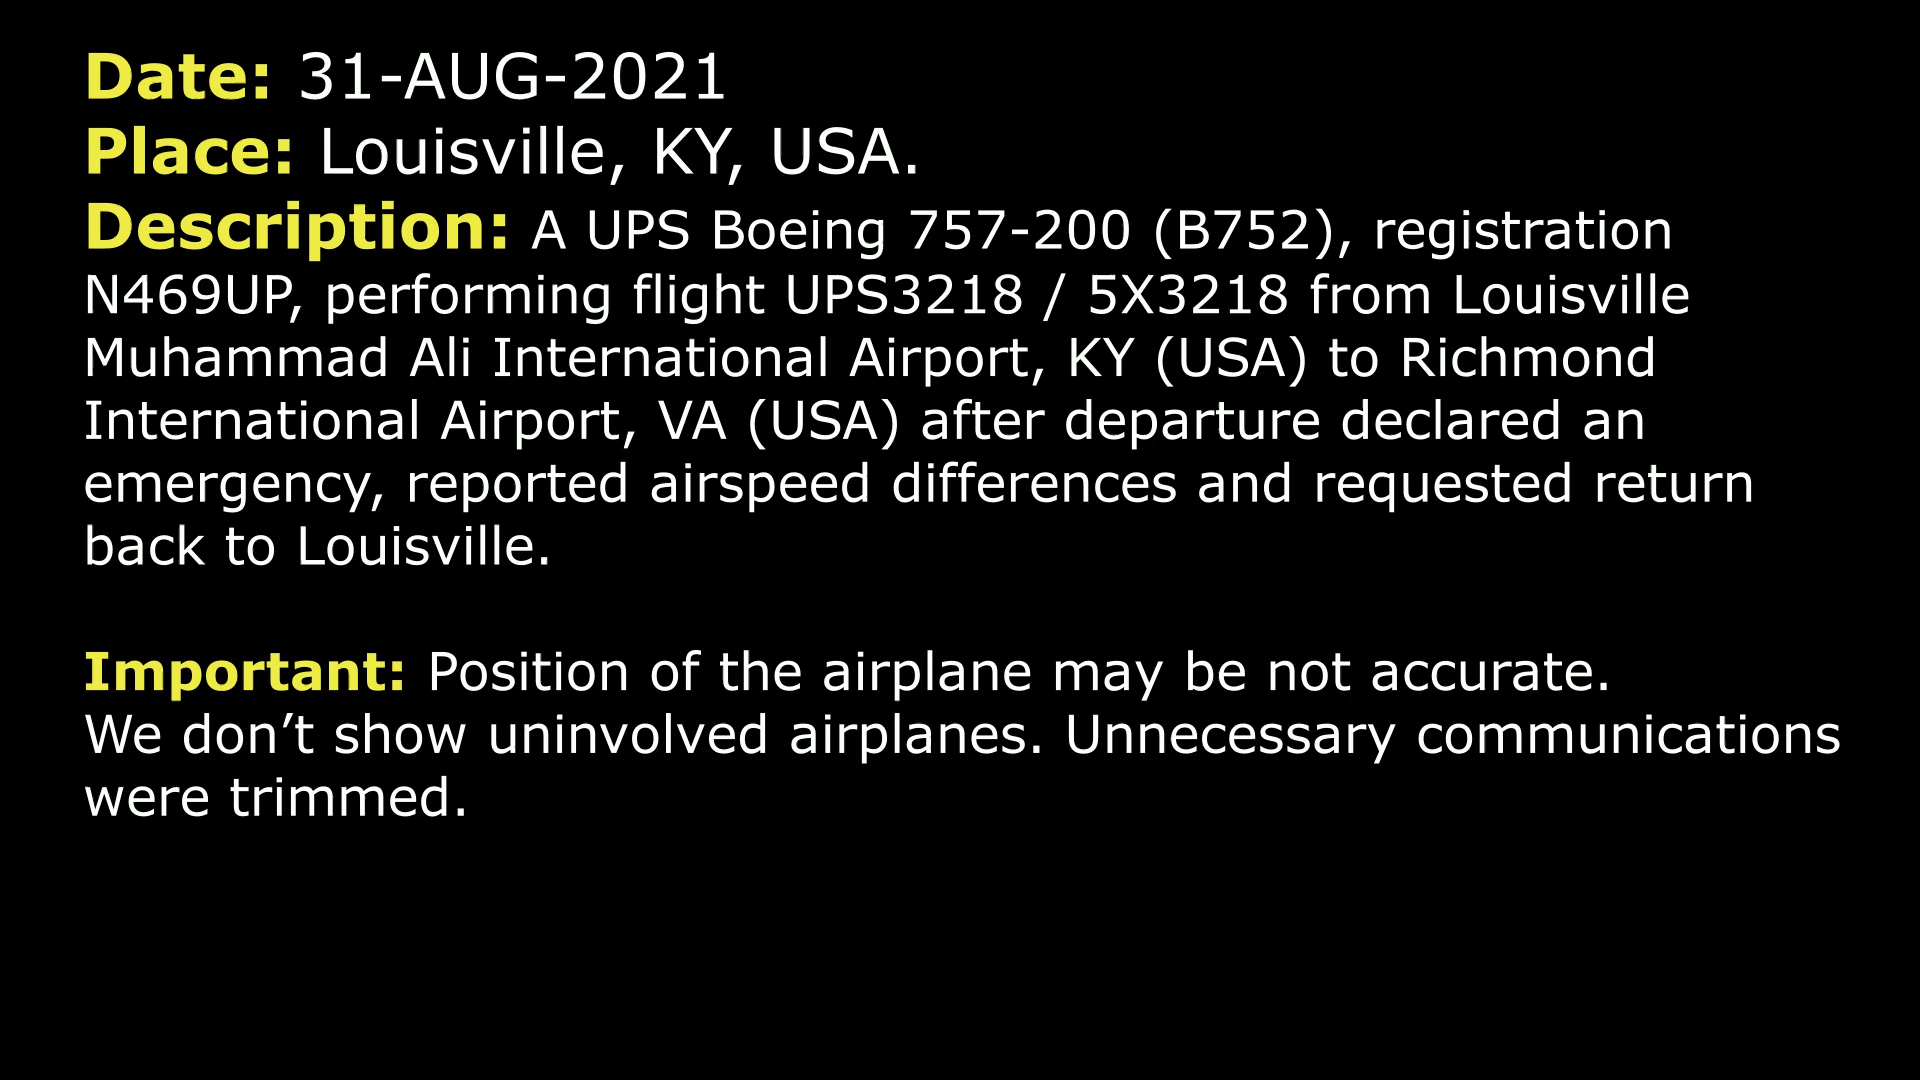 Date: 31-AUG-2021
Place: Louisville, KY, USA.
Description: A UPS Boeing 757-200 (B752), registration
N469UP, performing flight UPS3218 / 5X3218 from Louisville
Muhammad Ali International Airport, KY (USA) to Richmond
International Airport, VA (USA) after departure declared an
emergency, reported airspeed differences and requested return
back to Louisville.
Important: Position of the airplane may be not accurate.
We don’t show uninvolved airplanes. Unnecessary communications
were trimmed.